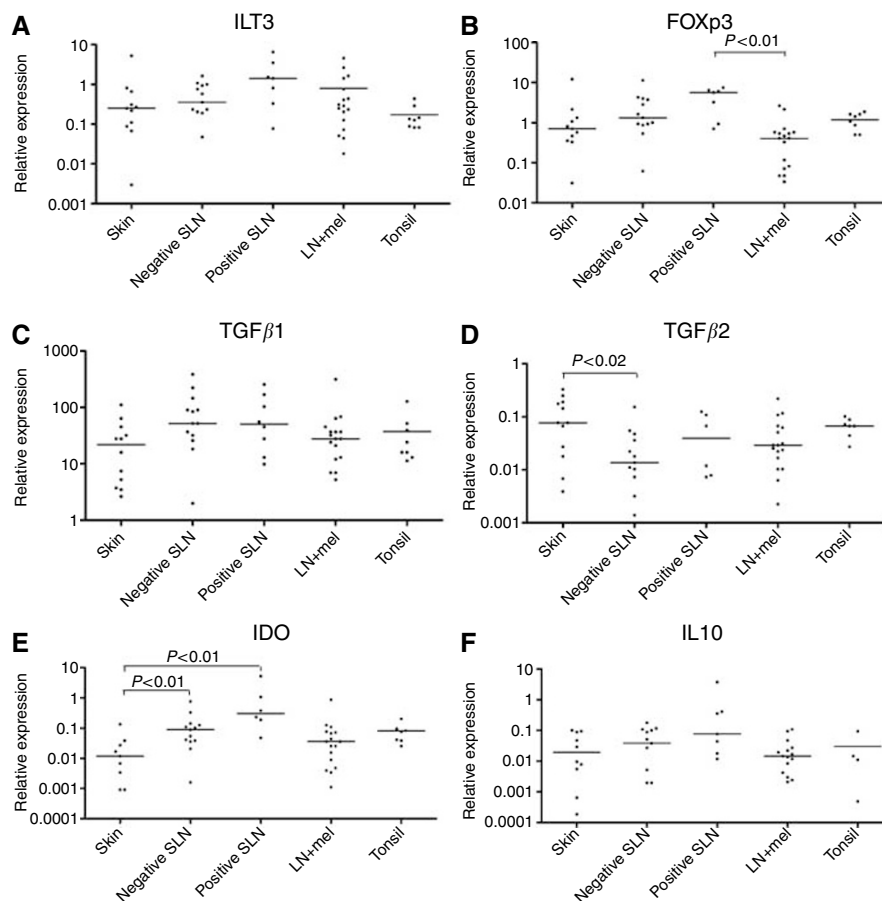 A
ILT3
Relative expression
10
1
0.1
0.01
0.001
Skin
Negative SLN
Positive SLN
LN+mel
Tonsil
B
FOXp3
Relative expression
100
10
1
0.1
0.01
P<0.01
Skin
Negative SLN
Positive SLN
LN+mel
Tonsil
C
TGFβ1
Relative expression
1000
100
10
1
Skin
Negative SLN
Positive SLN
LN+mel
Tonsil
D
TGFβ2
Relative expression
1
0.1
0.01
0.001
P<0.02
Skin
Negative SLN
Positive SLN
LN+mel
Tonsil
E
IDO
Relative expression
10
1
0.1
0.01
0.001
0.0001
P<0.01
P<0.01
Skin
Negative SLN
Positive SLN
LN+mel
Tonsil
F
IL10
Relative expression
10
1
0.1
0.01
0.001
0.0001
Skin
Negative SLN
Positive SLN
LN+mel
Tonsil